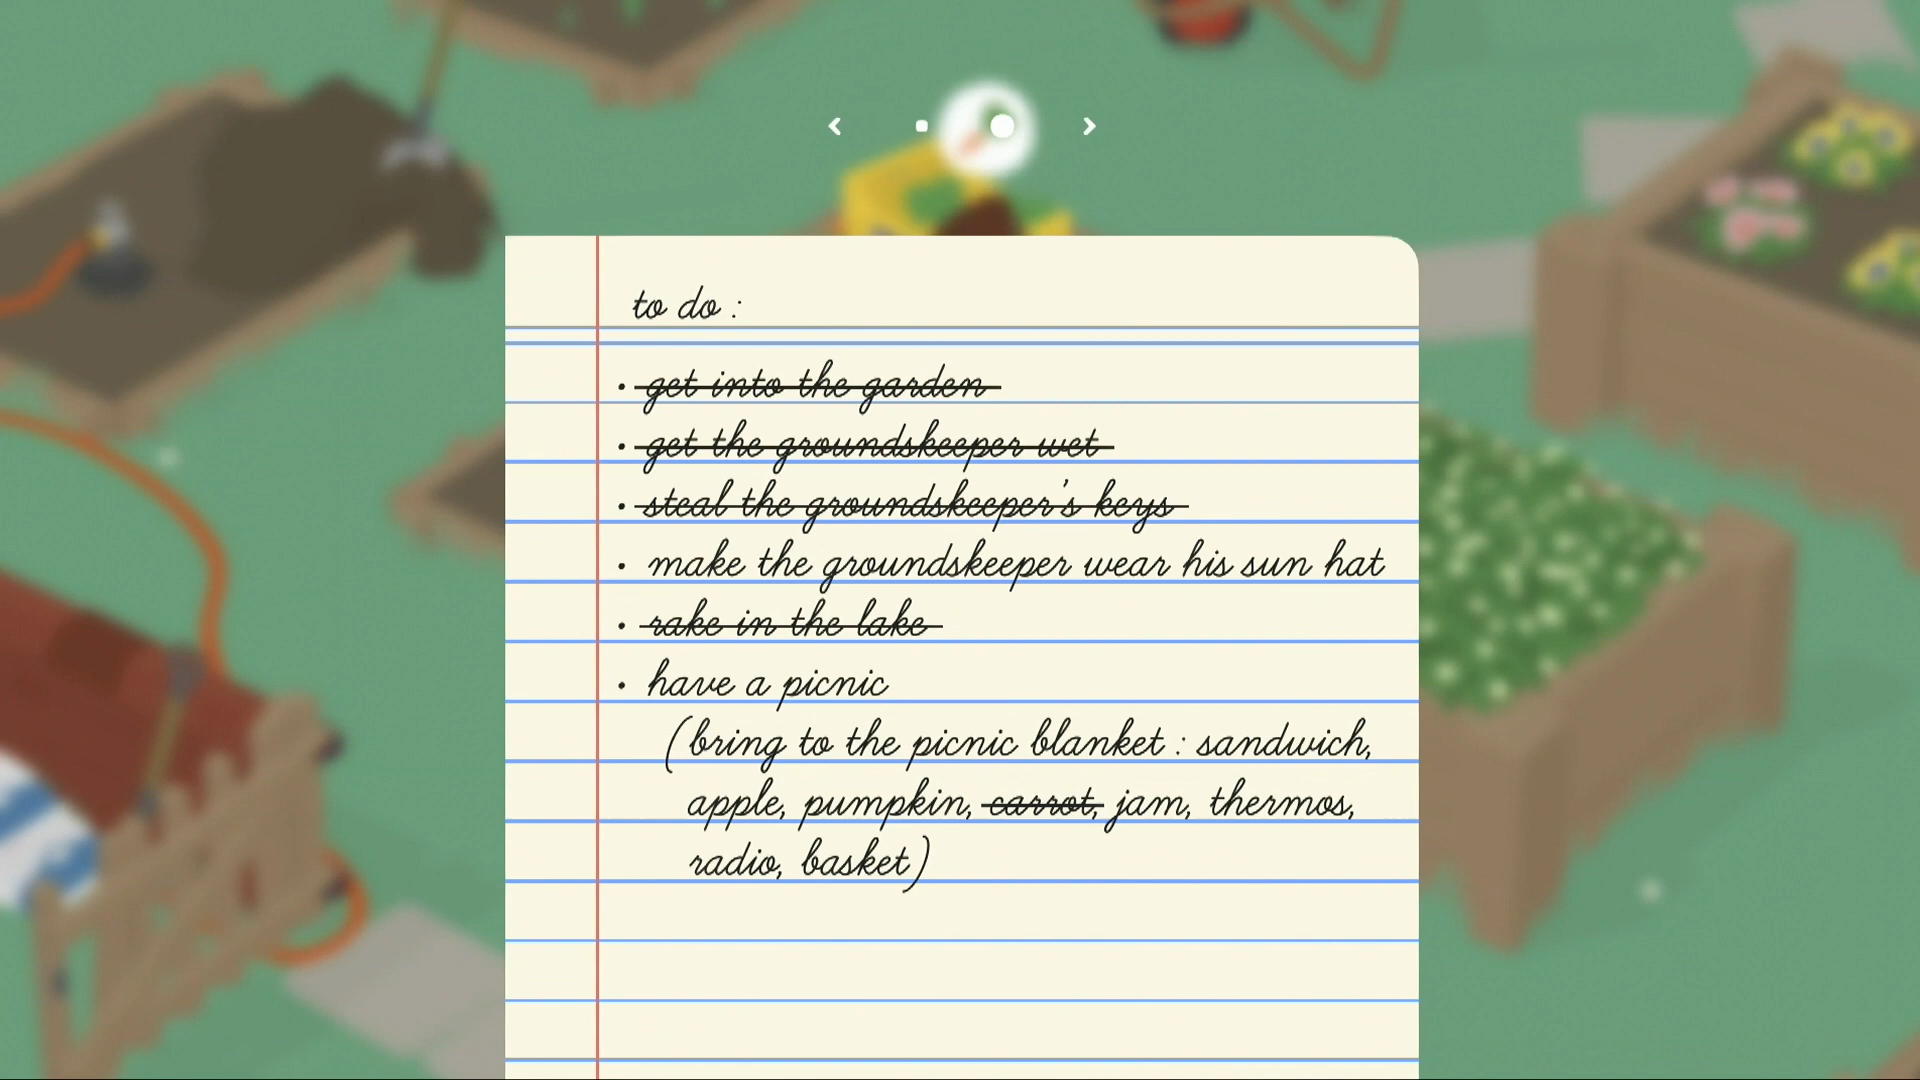 to do :
• get into the garden
• get the groundskeeper wet
• steal the groundskeeper's keys
• make the groundskeeper wear his sun hat
• rake in the lake
• have a picnic
(bring to the picnic blanket : sandwich,
apple, pumpkin, carrot, jam, thermos,
radio, basket)